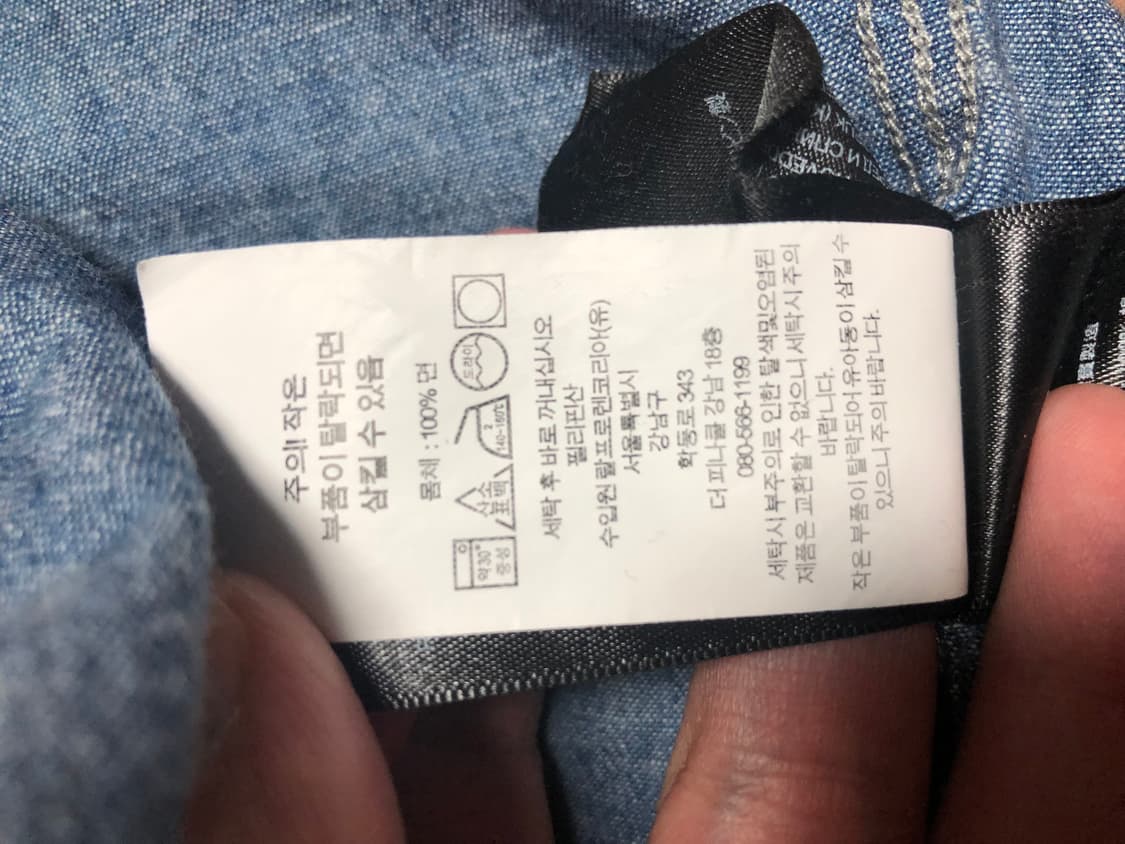 주의! 작은
부품이 탈락되면
삼킬 수 있음
몸체 : 100% 면
약30°
중성
산소
표백
2
140~160℃
드라이
세탁 후 바로 꺼내십시오
필리핀산
수입원 랄프로렌코리아(유)
서울특별시
강남구
학동로 343
더 피나클 강남 18층
080-566-1199
세탁시 부주의로 인한 탈색및오염된
제품은 교환할 수 없으니 세탁시 주의
바랍니다.
작은 부품이 탈락되어 유아동이 삼킬 수
있으니 주의 바랍니다.